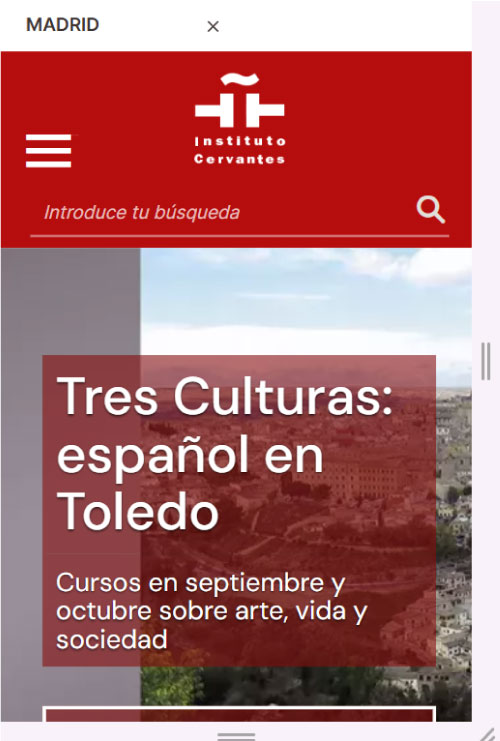 MADRID ×
Instituto
Cervantes
Introduce tu búsqueda
Tres Culturas:
español en
Toledo
Cursos en septiembre y
octubre sobre arte, vida y
sociedad